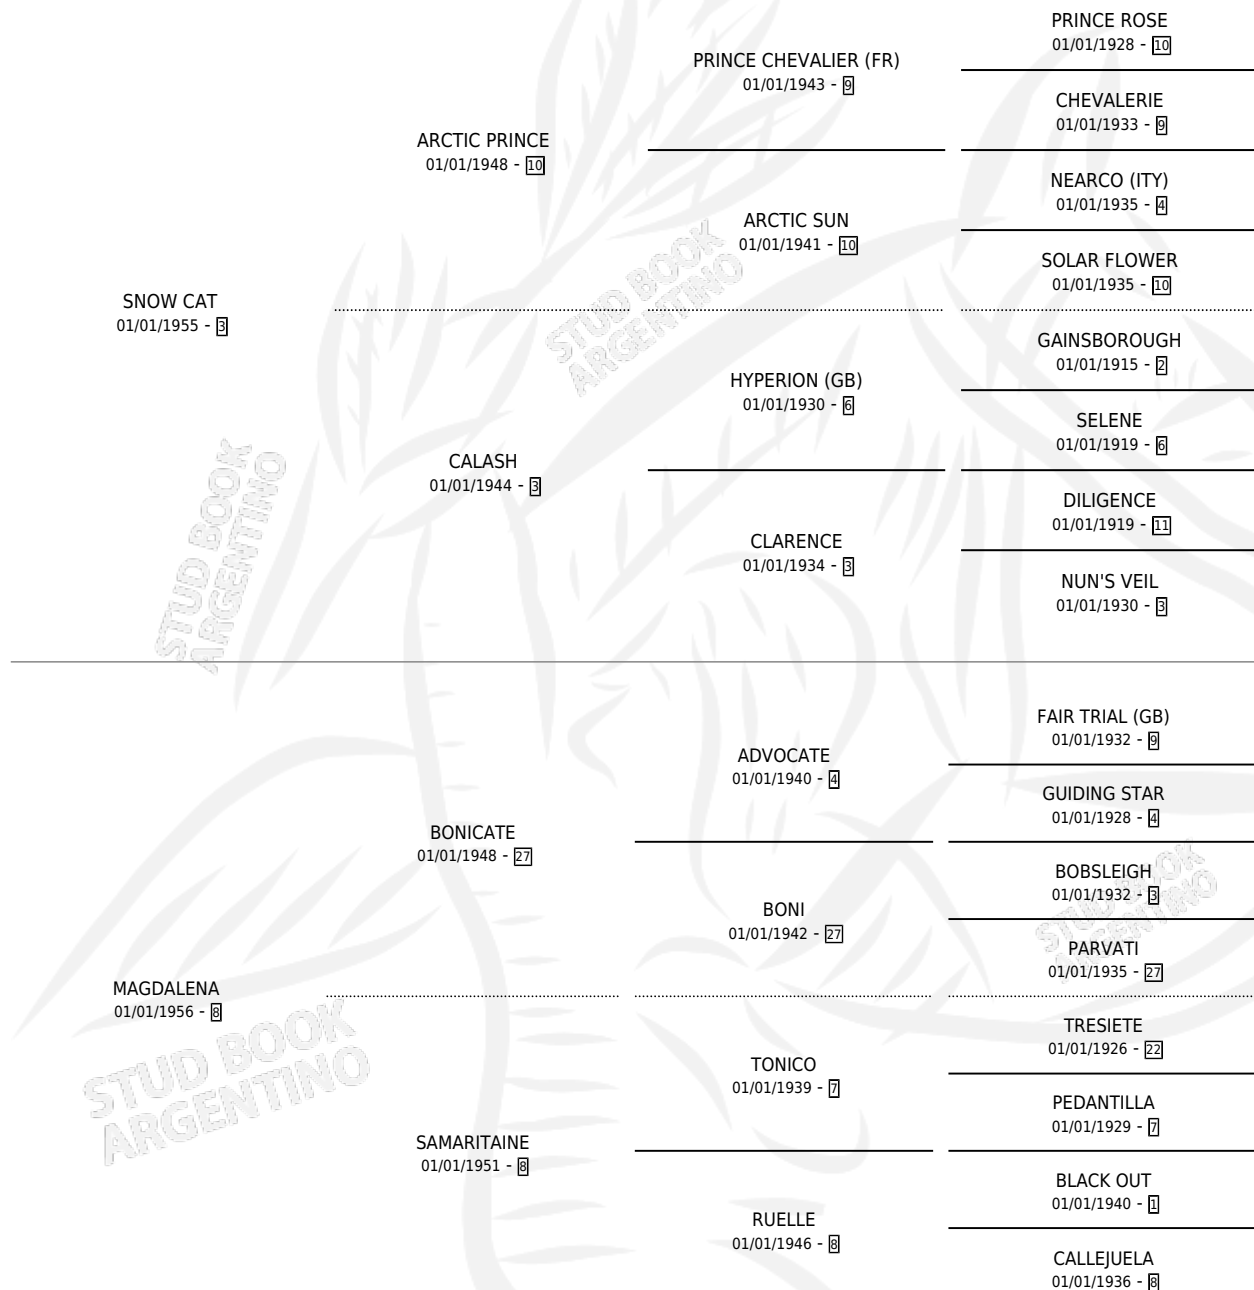 PRINCE ROSE
01/01/1928 - 10
PRINCE CHEVALIER (FR)
01/01/1943 - 9
CHEVALERIE
01/01/1933 - 9
ARCTIC PRINCE
01/01/1948 - 10
NEARCO (ITY)
01/01/1935 - 4
ARCTIC SUN
01/01/1941 - 10
SOLAR FLOWER
01/01/1935 - 10
SNOW CAT
01/01/1955 - 3
GAINSBOROUGH
01/01/1915 - 2
HYPERION (GB)
01/01/1930 - 6
SELENE
01/01/1919 - 6
CALASH
01/01/1944 - 3
DILIGENCE
01/01/1919 - 11
CLARENCE
01/01/1934 - 3
NUN'S VEIL
01/01/1930 - 3
STUD BOOK
ARGENTINO
STUD BOOK
ARGENTINO
FAIR TRIAL (GB)
01/01/1932 - 9
ADVOCATE
01/01/1940 - 4
GUIDING STAR
01/01/1928 - 4
BONICATE
01/01/1948 - 27
BOBSLEIGH
01/01/1932 - 3
BONI
01/01/1942 - 27
PARVATI
01/01/1935 - 27
STUD BOOK
ARGENTINO
MAGDALENA
01/01/1956 - 8
TRESIETE
01/01/1926 - 22
TONICO
01/01/1939 - 7
PEDANTILLA
01/01/1929 - 7
STUD BOOK
ARGENTINO
SAMARITAINE
01/01/1951 - 8
BLACK OUT
01/01/1940 - 1
RUELLE
01/01/1946 - 8
CALLEJUELA
01/01/1936 - 8